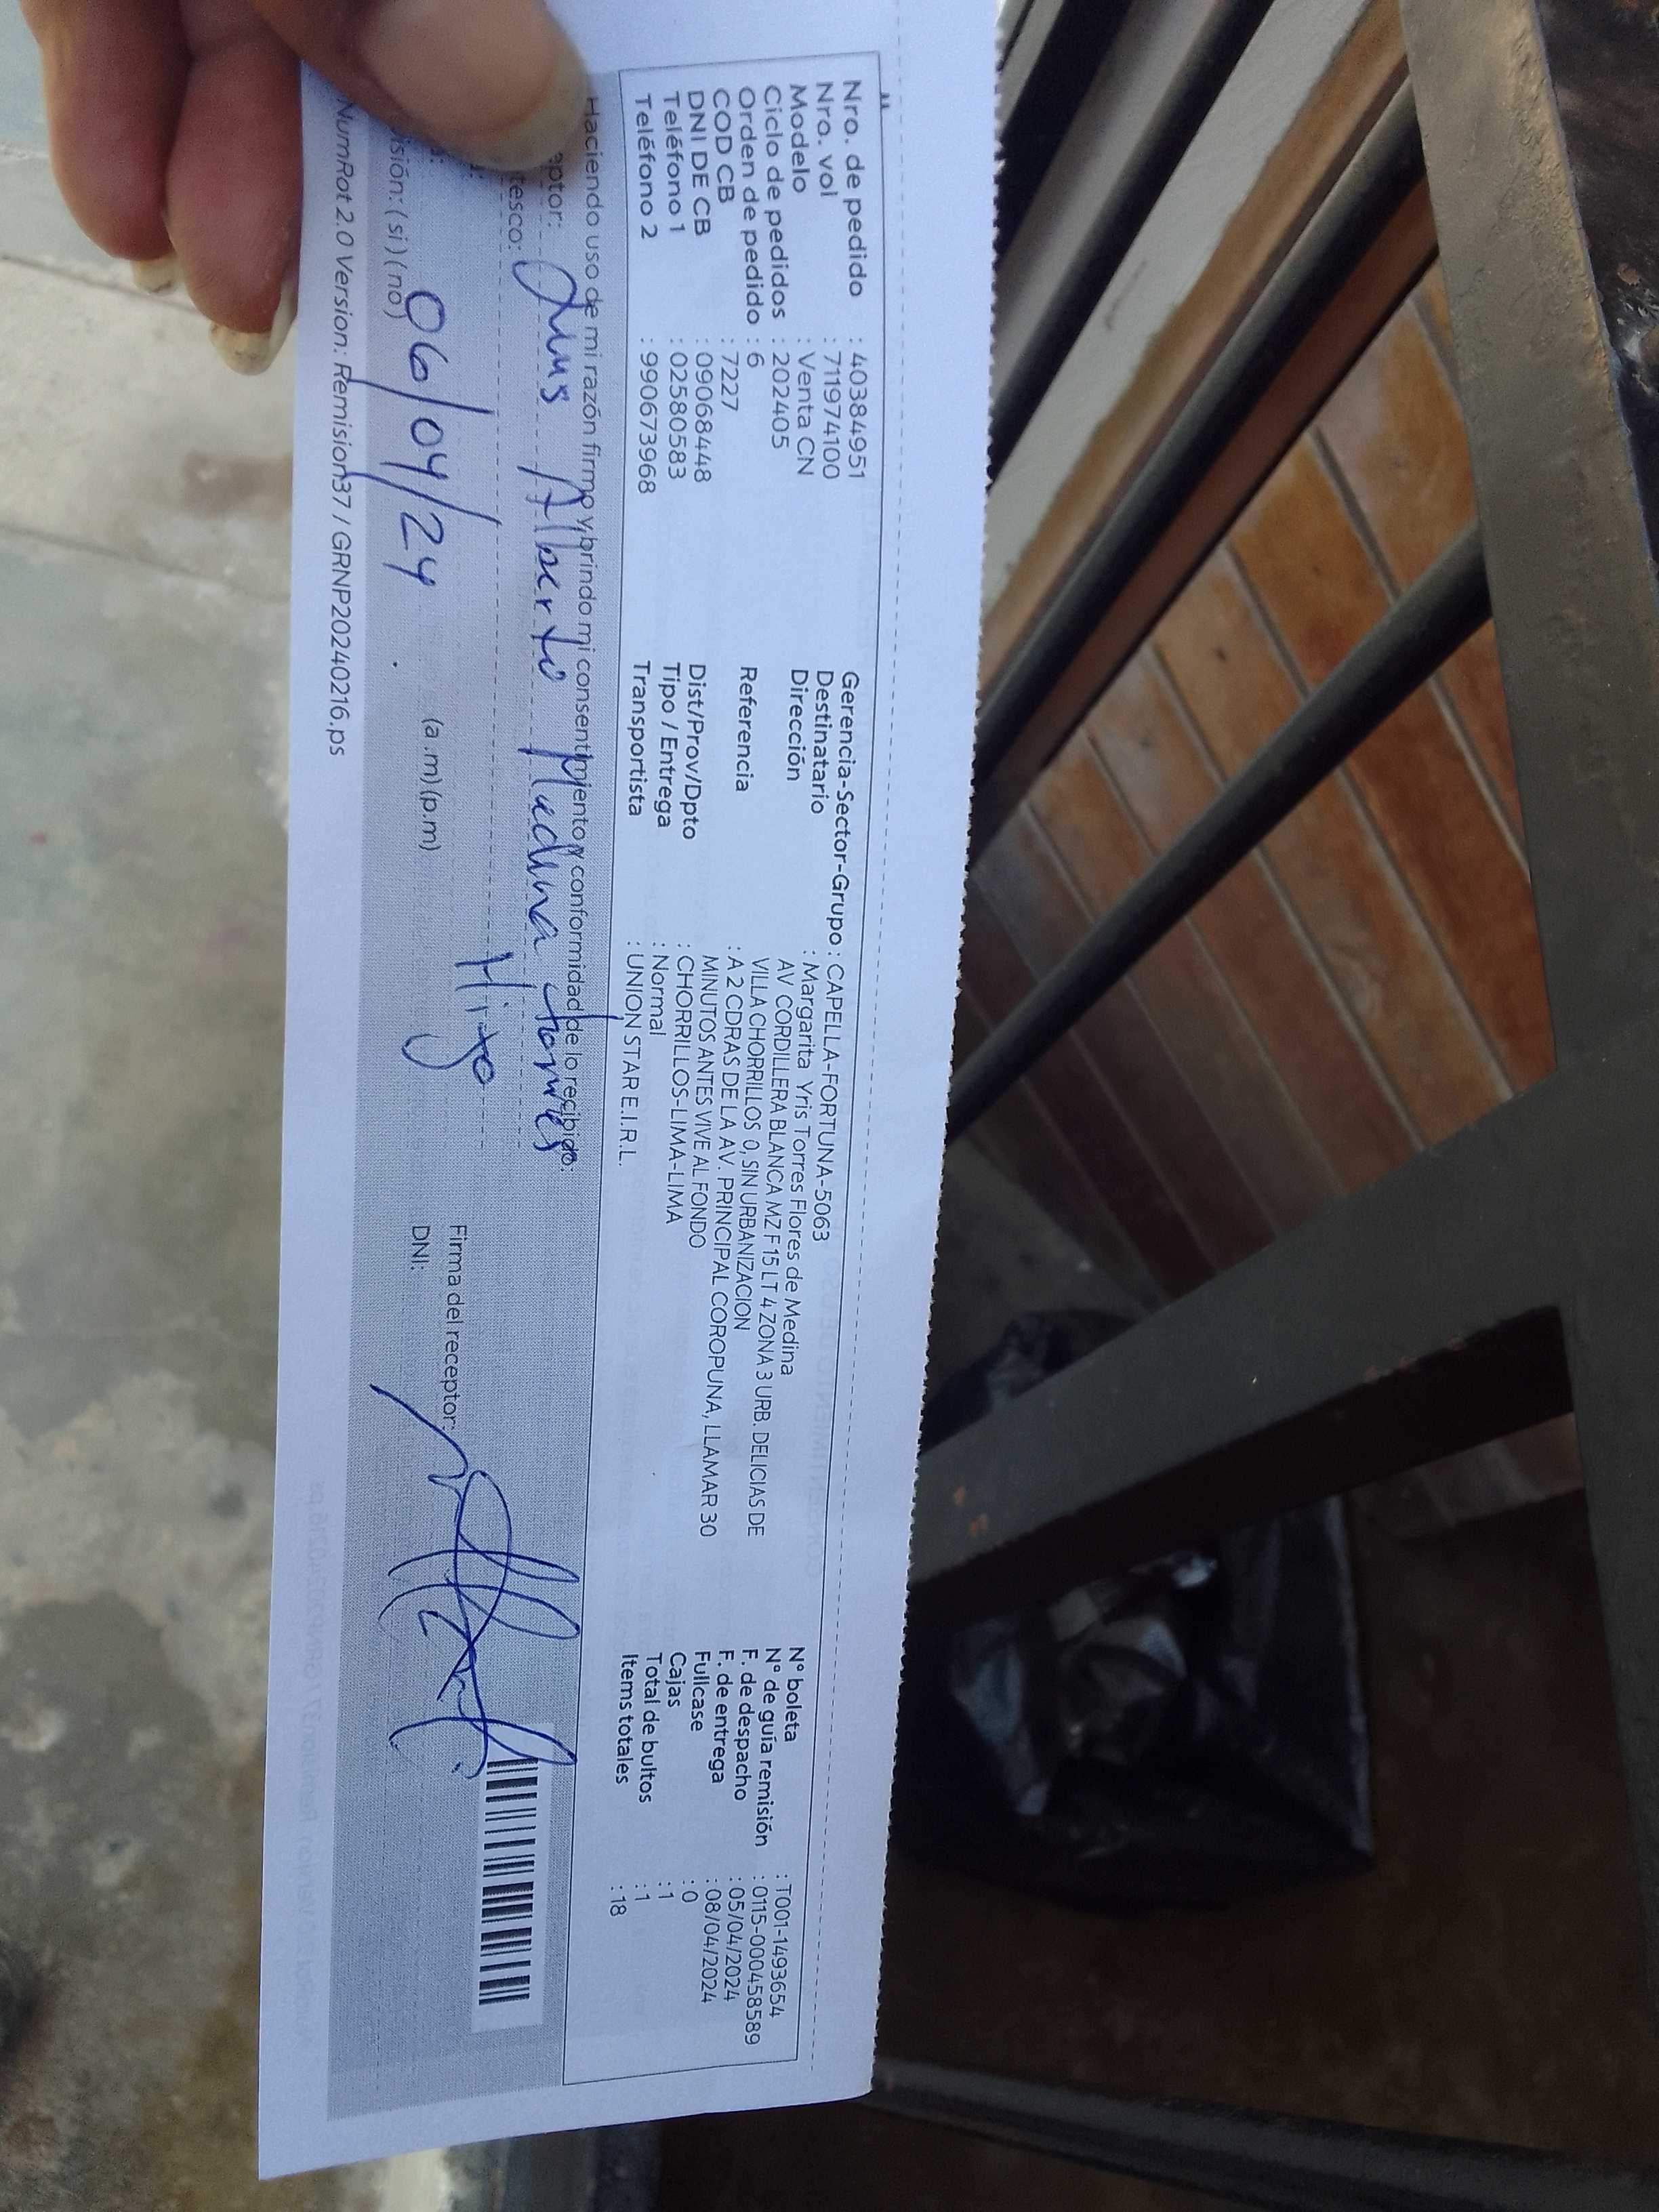 Nro. de pedido : 40384951
Nro. vol : 711974100
Modelo : Venta CN
Ciclo de pedidos : 202405
Orden de pedido : 6
COD CB : 7227
DNI DE CB : 09068448
Teléfono 1 : 02580583
Teléfono 2 : 990673968
Gerencia-Sector-Grupo : CAPELLA-FORTUNA-5063
Destinatario : Margarita Yris Torres Flores de Medina
Dirección AV CORDILLERA BLANCA MZ F15 LT 4 ZONA 3 URB. DELICIAS DE
VILLA CHORRILLOS 0, SIN URBANIZACION
Referencia : A 2 CDRAS DE LA AV. PRINCIPAL COROPUNA, LLAMAR 30
MINUTOS ANTES VIVE AL FONDO
Dist/Prov/Dpto : CHORRILLOS-LIMA-LIMA
Tipo / Entrega : Normal
Transportista : UNION STAR E.I.R.L.
N° boleta : T001-1493654
N° de guía remisión : 0115-000458589
F. de despacho : 05/04/2024
F. de entrega : 08/04/2024
Fullcase : 0
Cajas : 1
Total de bultos : 1
Items totales : 18
Haciendo uso de mi razón firmo y brindo mi consentimiento y conformidad de lo recibido:
eptor: Luis Alberto Medina torres
tesco: Hijo
06/04/24 (a.m)(p.m)
isión: (si) (no)
Firma del receptor:
DNI:
NumRot 2.0 Version: Remision37 / GRNP20240216.ps